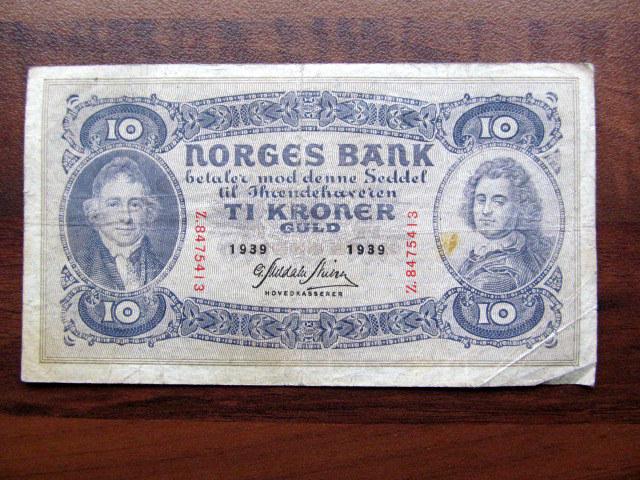 10 10
NORGES BANK
betaler mod denne Seddel
til Ihændehaveren
TI KRONER
GULD
Z.8475413
Z.8475413
1939 1939
HOVEDKASSERER
10 10